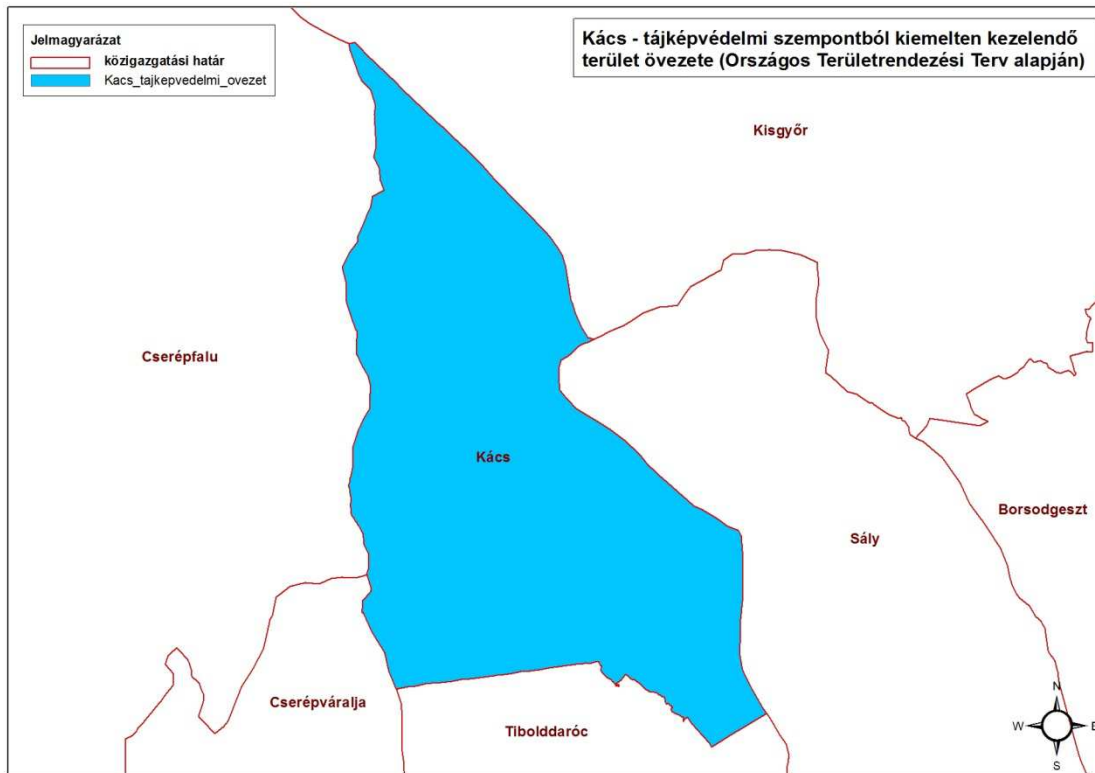 Jelmagyarázat
közigazgatási határ
Kacs_tajkepvedelmi_ovezet
Kács - tájképvédelmi szempontból kiemelten kezelendő
terület övezete (Országos Területrendezési Terv alapján)
Kisgyőr
Cserépfalu
Kács
Borsodgeszt
Sály
Cserépváralja
Tibolddaróc
N
W
E
S